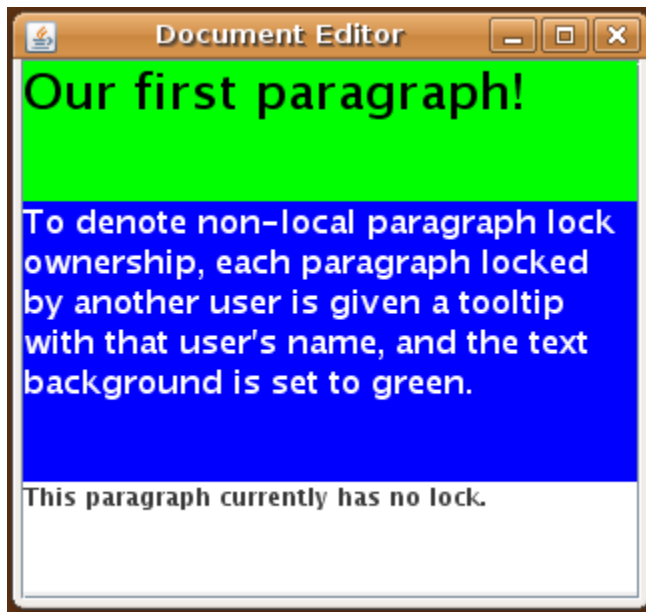 Document Editor
Our first paragraph!
To denote non-local paragraph lock
ownership, each paragraph locked
by another user is given a tooltip
with that user's name, and the text
background is set to green.
This paragraph currently has no lock.